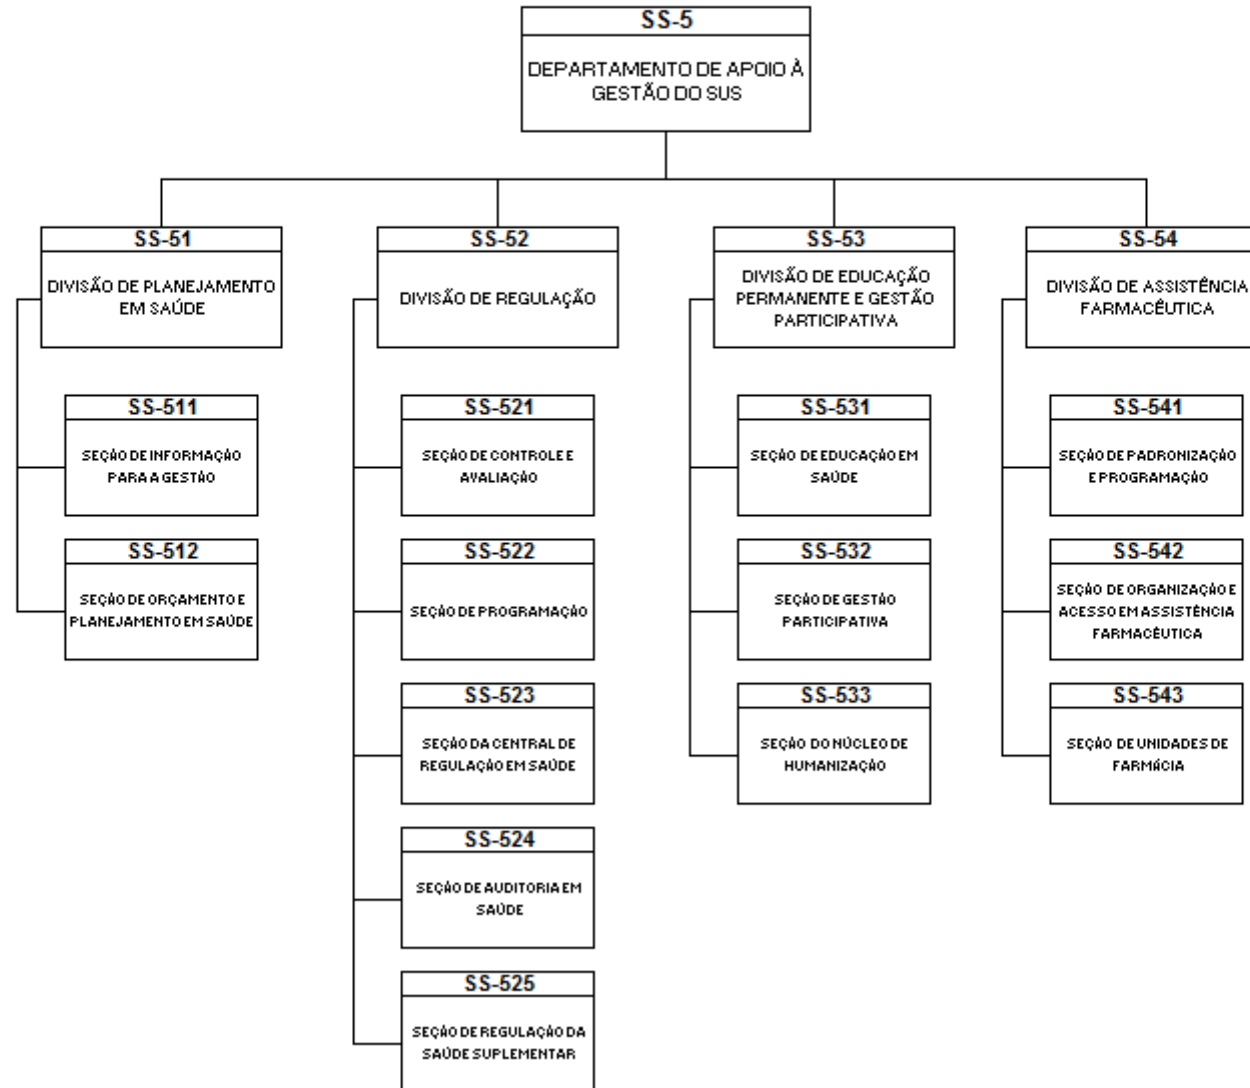 SS-5
DEPARTAMENTO DE APOIO À
GESTÃO DO SUS
SS-51
DIVISÃO DE PLANEJAMENTO
EM SAÚDE
SS-511
SEÇÃO DE INFORMAÇÃO
PARA A GESTÃO
SS-512
SEÇÃO DE ORÇAMENTO E
PLANEJAMENTO EM SAÚDE
SS-52
DIVISÃO DE REGULAÇÃO
SS-521
SEÇÃO DE CONTROLE E
AVALIAÇÃO
SS-522
SEÇÃO DE PROGRAMAÇÃO
SS-523
SEÇÃO DA CENTRAL DE
REGULAÇÃO EM SAÚDE
SS-524
SEÇÃO DE AUDITORIA EM
SAÚDE
SS-525
SEÇÃO DE REGULAÇÃO DA
SAÚDE SUPLEMENTAR
SS-53
DIVISÃO DE EDUCAÇÃO
PERMANENTE E GESTÃO
PARTICIPATIVA
SS-531
SEÇÃO DE EDUCAÇÃO EM
SAÚDE
SS-532
SEÇÃO DE GESTÃO
PARTICIPATIVA
SS-533
SEÇÃO DO NÚCLEO DE
HUMANIZAÇÃO
SS-54
DIVISÃO DE ASSISTÊNCIA
FARMACÊUTICA
SS-541
SEÇÃO DE PADRONIZAÇÃO
E PROGRAMAÇÃO
SS-542
SEÇÃO DE ORGANIZAÇÃO E
ACESSO EM ASSISTÊNCIA
FARMACÊUTICA
SS-543
SEÇÃO DE UNIDADES DE
FARMÁCIA